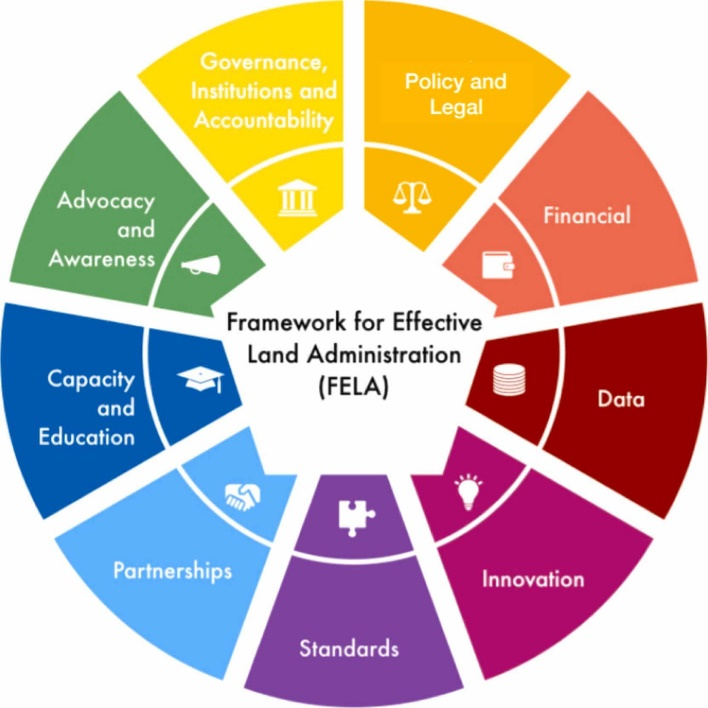 Governance,
Institutions and
Accountability
Policy and
Legal
Financial
Data
Innovation
Standards
Partnerships
Capacity
and
Education
Advocacy
and
Awareness
Framework for Effective
Land Administration
(FELA)